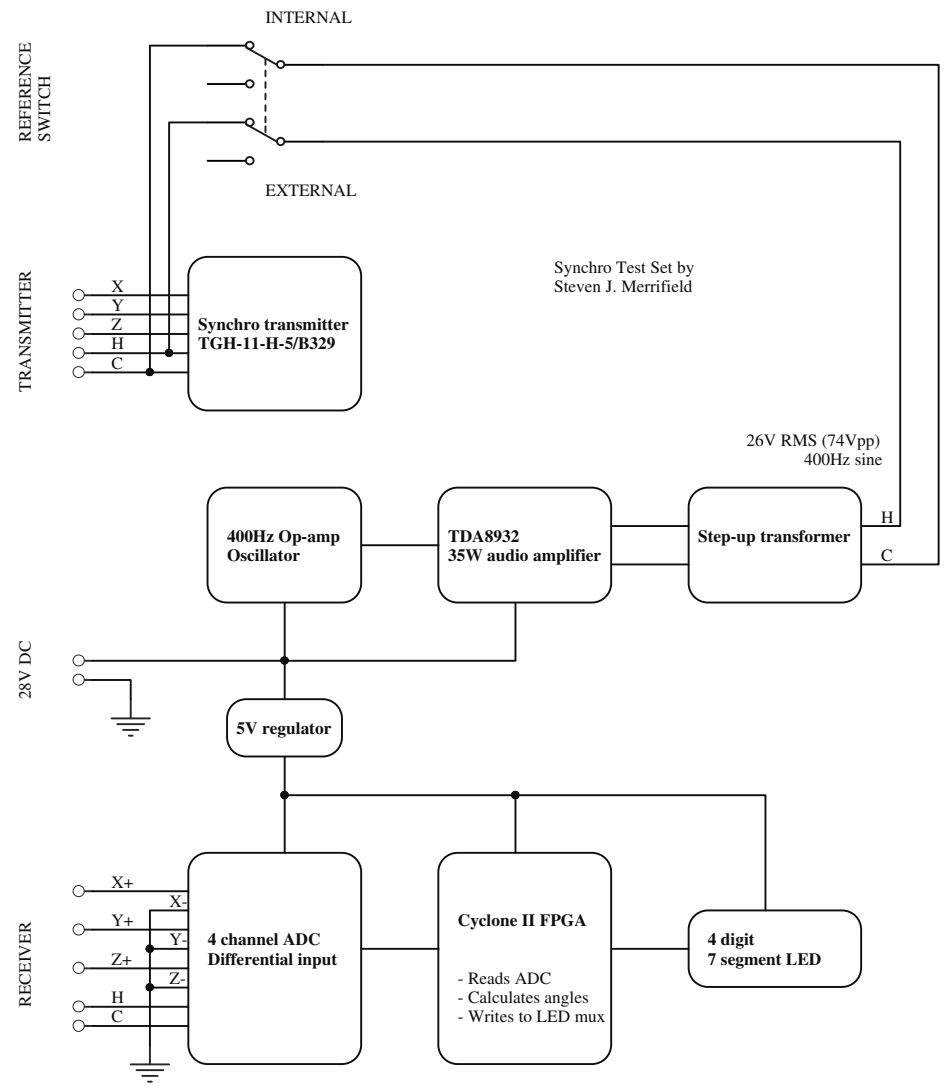 INTERNAL
REFERENCE
SWITCH
EXTERNAL
Synchro Test Set by
Steven J. Merrifield
TRANSMITTER
X
Y
Z
H
C
Synchro transmitter
TGH-11-H-5/B329
26V RMS (74Vpp)
400Hz sine
400Hz Op-amp
Oscillator
TDA8932
35W audio amplifier
Step-up transformer
H
C
28V DC
5V regulator
RECEIVER
X+
X-
Y+
Y-
Z+
Z-
H
C
4 channel ADC
Differential input
Cyclone II FPGA
- Reads ADC
- Calculates angles
- Writes to LED mux
4 digit
7 segment LED